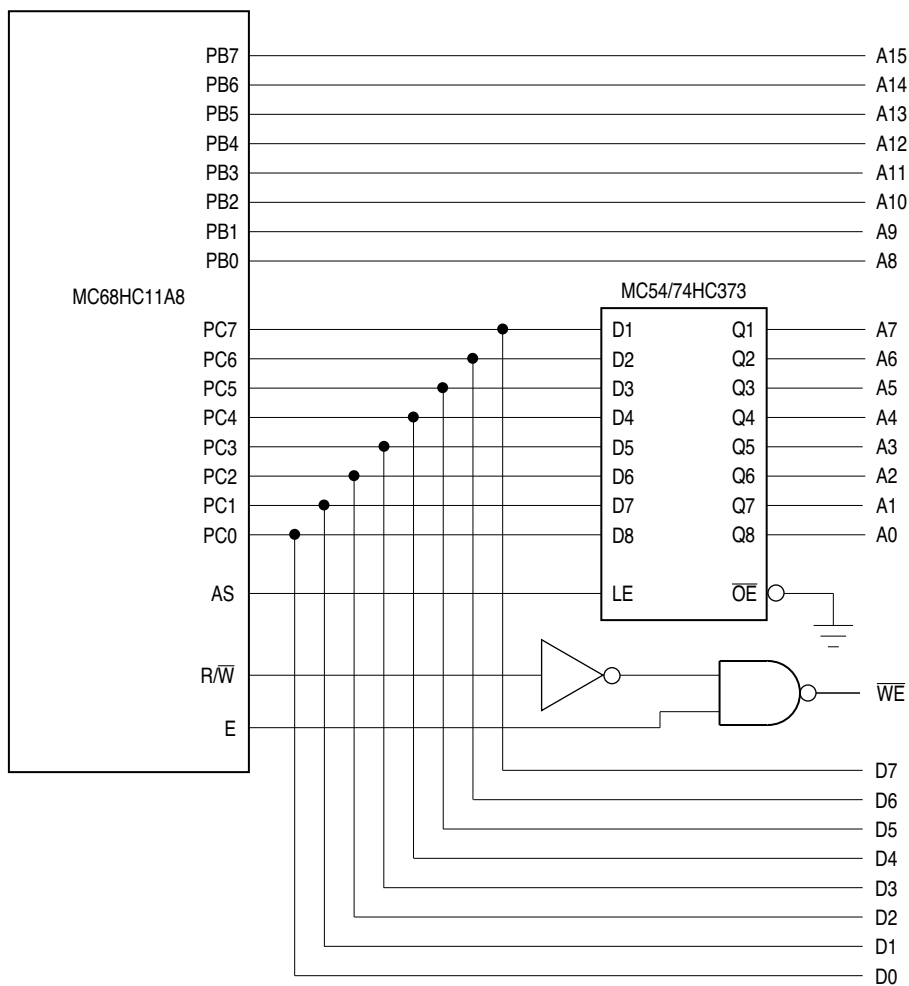 PB7 A15
PB6 A14
PB5 A13
PB4 A12
PB3 A11
PB2 A10
PB1 A9
PB0 A8
MC68HC11A8
MC54/74HC373
PC7 D1 Q1 A7
PC6 D2 Q2 A6
PC5 D3 Q3 A5
PC4 D4 Q4 A4
PC3 D5 Q5 A3
PC2 D6 Q6 A2
PC1 D7 Q7 A1
PC0 D8 Q8 A0
AS LE O̅E̅
R/W̅
W̅E̅
E
D7
D6
D5
D4
D3
D2
D1
D0